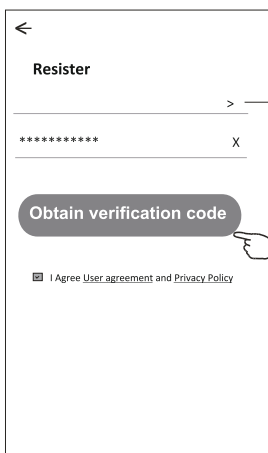 Resister
>
***********  X
Obtain verification code
I Agree User agreement and Privacy Policy